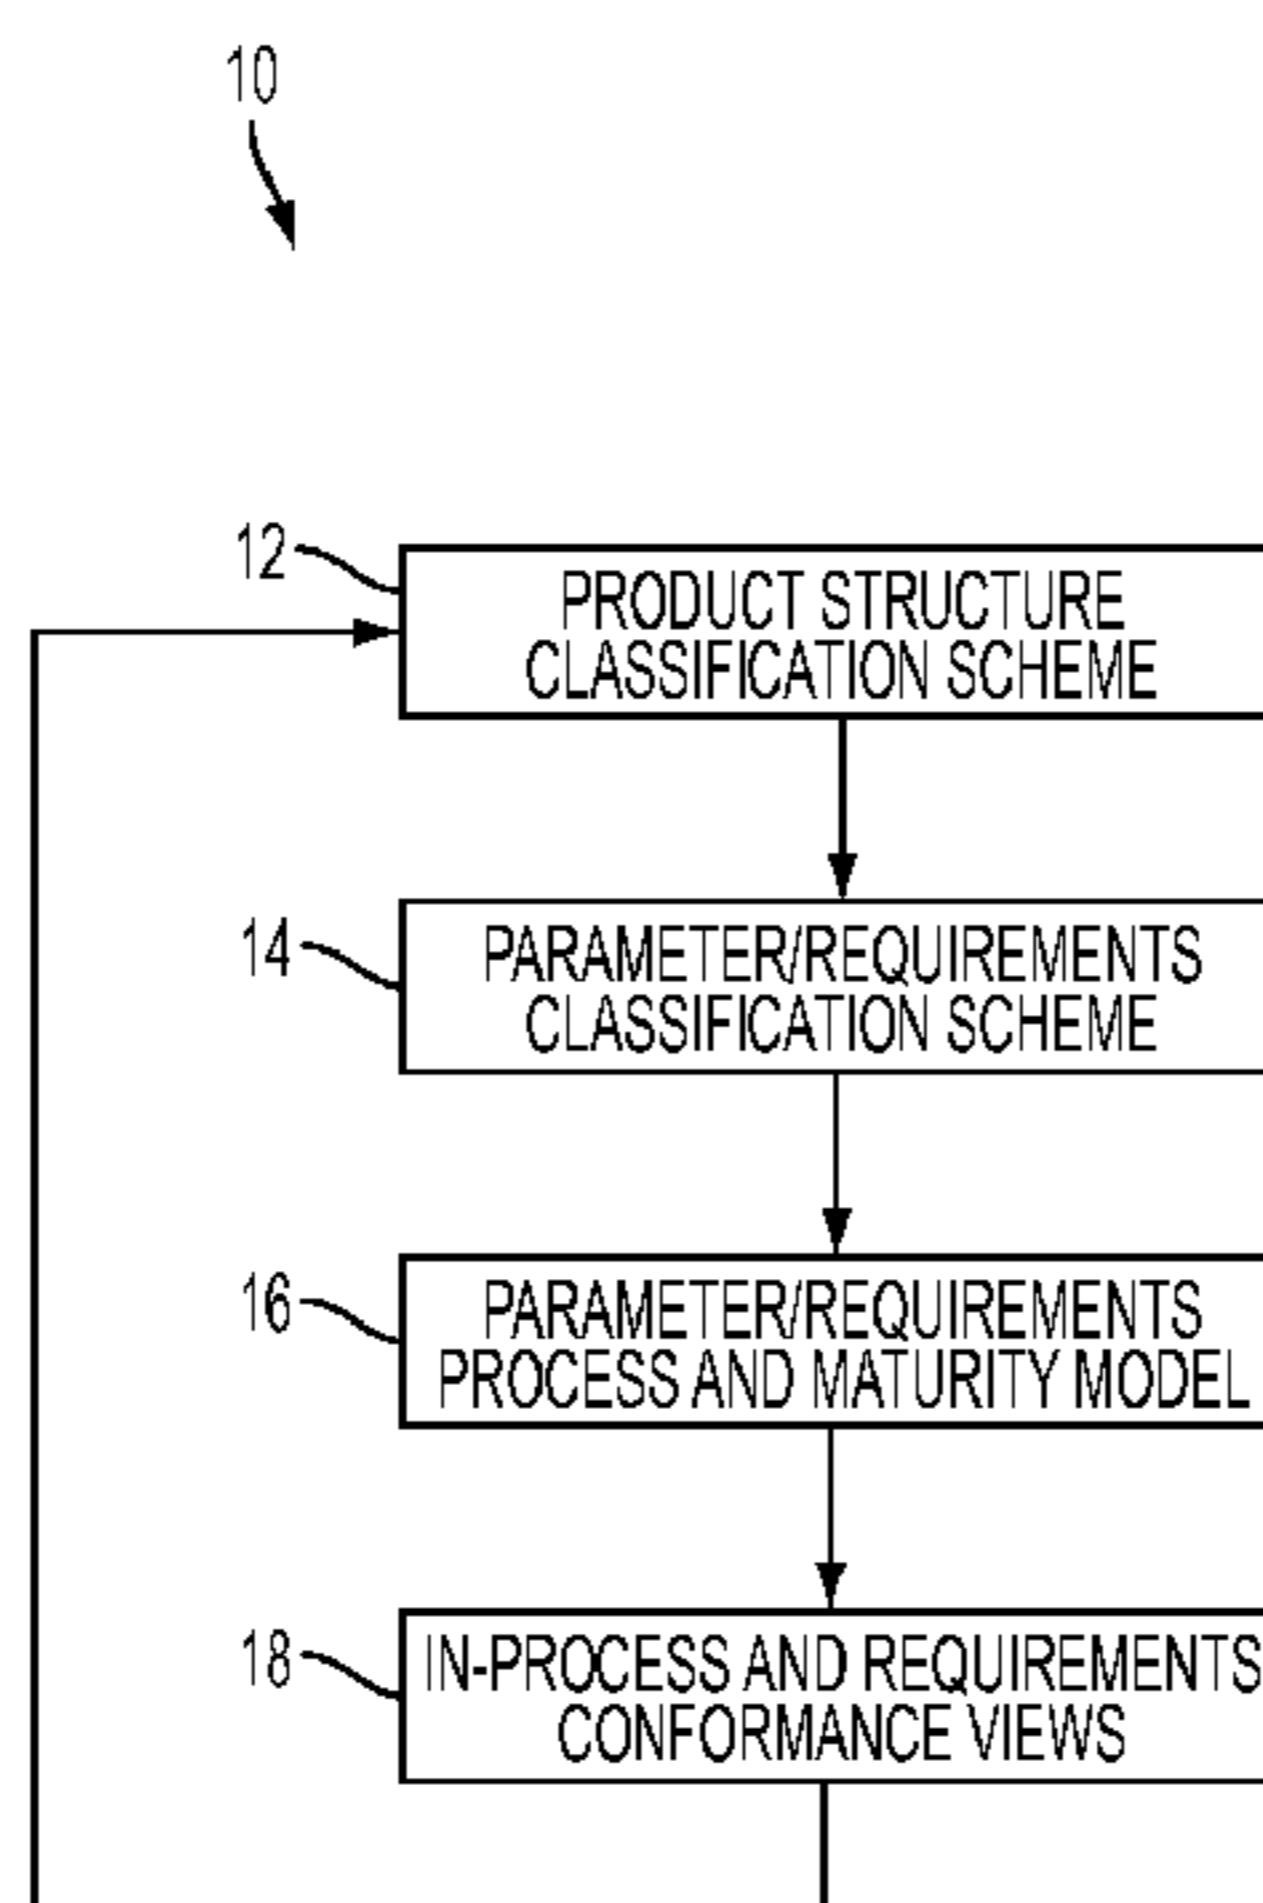 10
12
PRODUCT STRUCTURE
CLASSIFICATION SCHEME
14
PARAMETER/REQUIREMENTS
CLASSIFICATION SCHEME
16
PARAMETER/REQUIREMENTS
PROCESS AND MATURITY MODEL
18
IN-PROCESS AND REQUIREMENTS
CONFORMANCE VIEWS